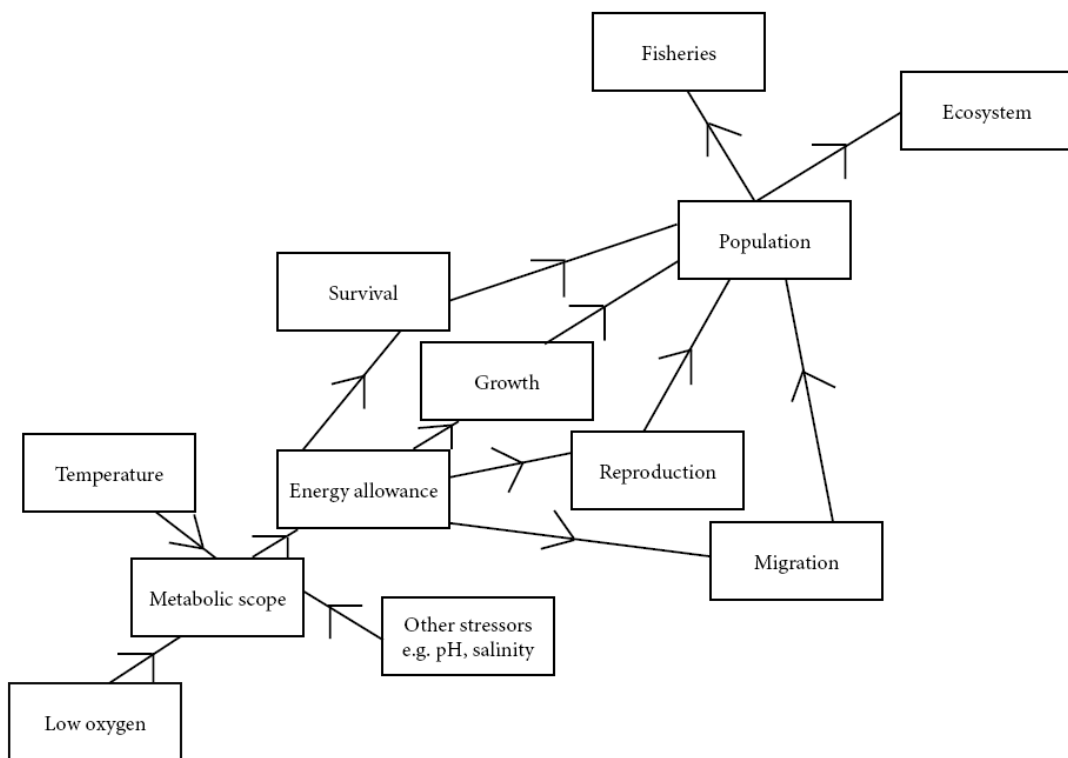 Fisheries
Ecosystem
Population
Survival
Growth
Temperature
Energy allowance
Reproduction
Migration
Metabolic scope
Other stressors
e.g. pH, salinity
Low oxygen